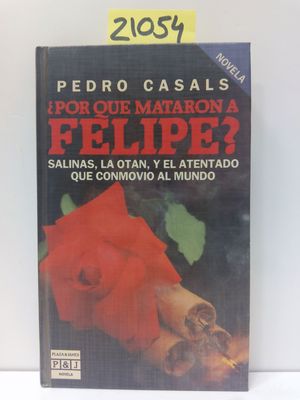 21054
NOVELA
PEDRO CASALS
¿POR QUE MATARON A
FELIPE?
SALINAS, LA OTAN, Y EL ATENTADO
QUE CONMOVIO AL MUNDO
PLAZA & JANES
P&J
NOVELA